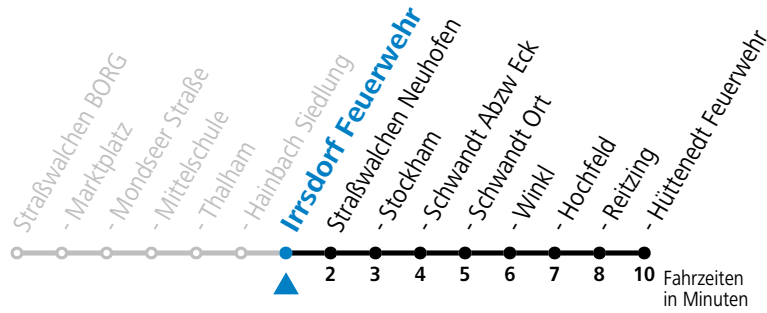 Straßwalchen BORG
- Marktplatz
- Mondseer Straße
- Mittelschule
- Thalham
- Hainbach Siedlung
Irrsdorf Feuerwehr
Straßwalchen Neuhofen
- Stockham
- Schwandt Abzw Eck
- Schwandt Ort
- Winkl
- Hochfeld
- Reitzing
- Hüttenedt Feuerwehr
2 3 4 5 6 7 8 10 Fahrzeiten
in Minuten